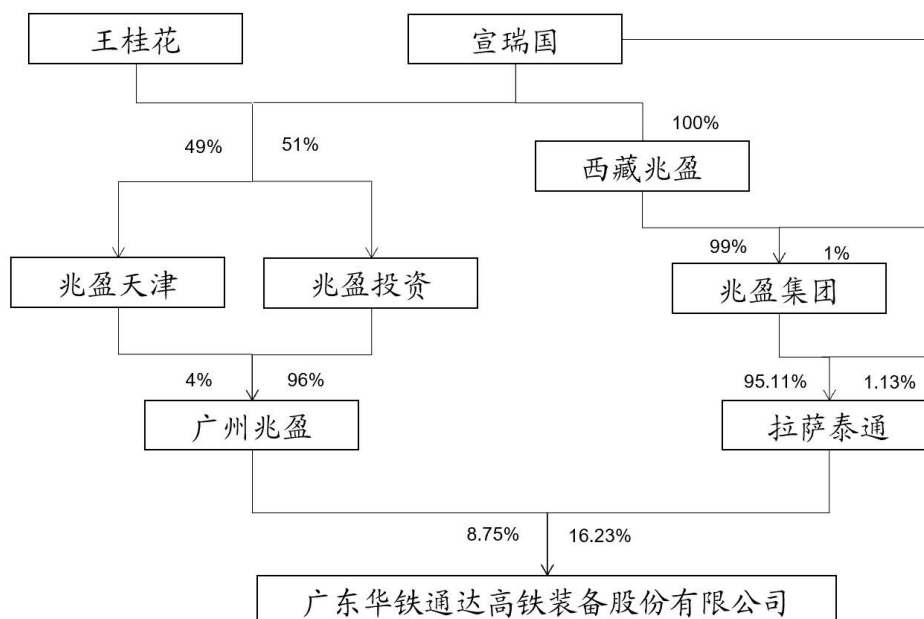 王桂花
宣瑞国
49%
51%
100%
西藏兆盈
99%
1%
兆盈天津
兆盈投资
兆盈集团
4%
96%
95.11%
1.13%
广州兆盈
拉萨泰通
8.75%
16.23%
广东华铁通达高铁装备股份有限公司